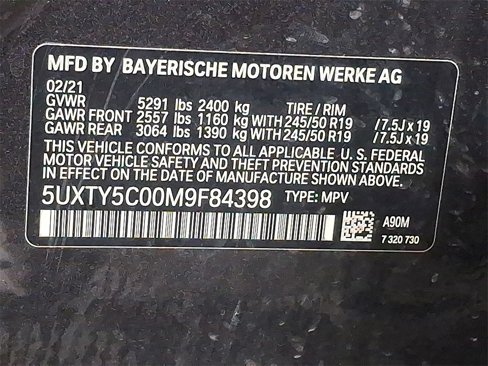 MFD BY BAYERISCHE MOTOREN WERKE AG
02/21
GVWR 5291 lbs 2400 kg TIRE / RIM
GAWR FRONT 2557 lbs 1160 kg WITH 245/50 R19 /7.5J x 19
GAWR REAR 3064 lbs 1390 kg WITH 245/50 R19 /7.5J x 19
THIS VEHICLE CONFORMS TO ALL APPLICABLE U.S. FEDERAL
MOTOR VEHICLE SAFETY AND THEFT PREVENTION STANDARDS
IN EFFECT ON THE DATE OF MANUFACTURE SHOWN ABOVE.
5UXTY5C00M9F84398 TYPE: MPV
A90M
7 320 730